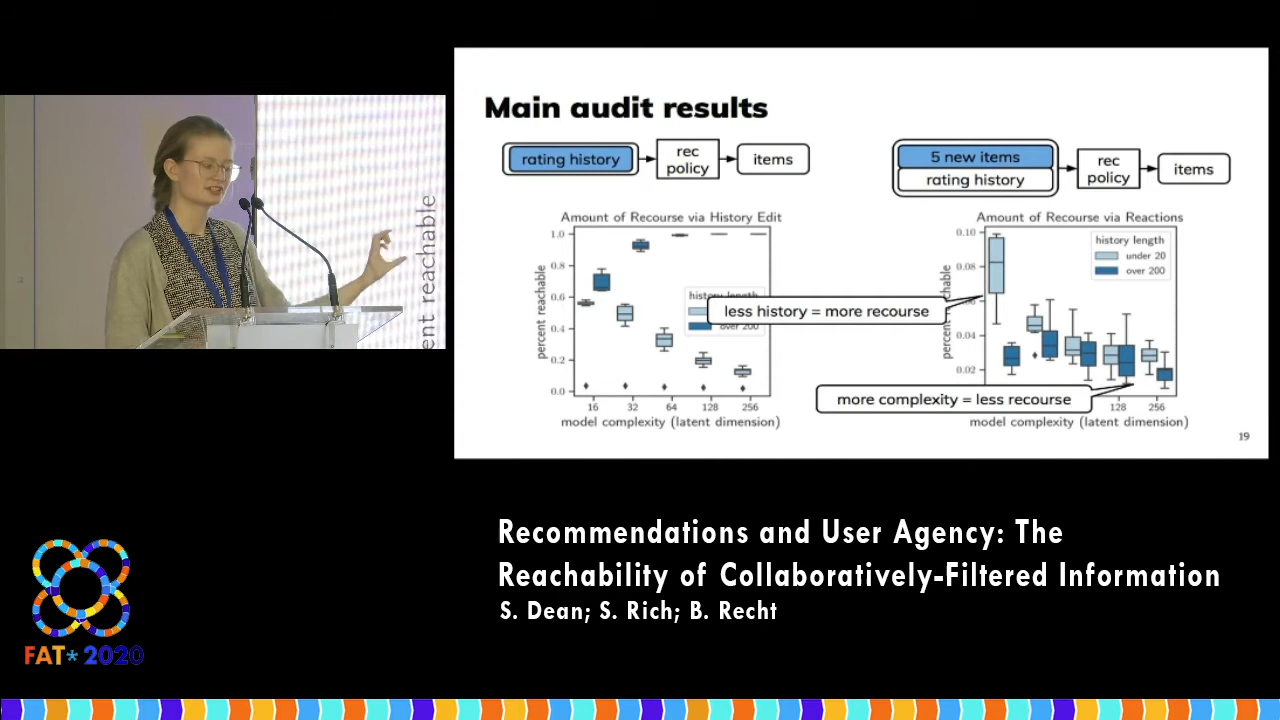 Main audit results
rating history
rec
policy
items
5 new items
rating history
rec
policy
items
Amount of Recourse via History Edit
percent reachable
1.0
0.8
0.6
0.4
0.2
0.0
history length
over 200
16 32 64 128 256
model complexity (latent dimension)
less history = more recourse
more complexity = less recourse
Amount of Recourse via Reactions
percent reachable
0.10
0.08
0.04
0.02
history length
under 20
over 200
128 256
model complexity (latent dimension)
19
ent reachable
Recommendations and User Agency: The
Reachability of Collaboratively-Filtered Information
S. Dean; S. Rich; B. Recht
FAT* 2020